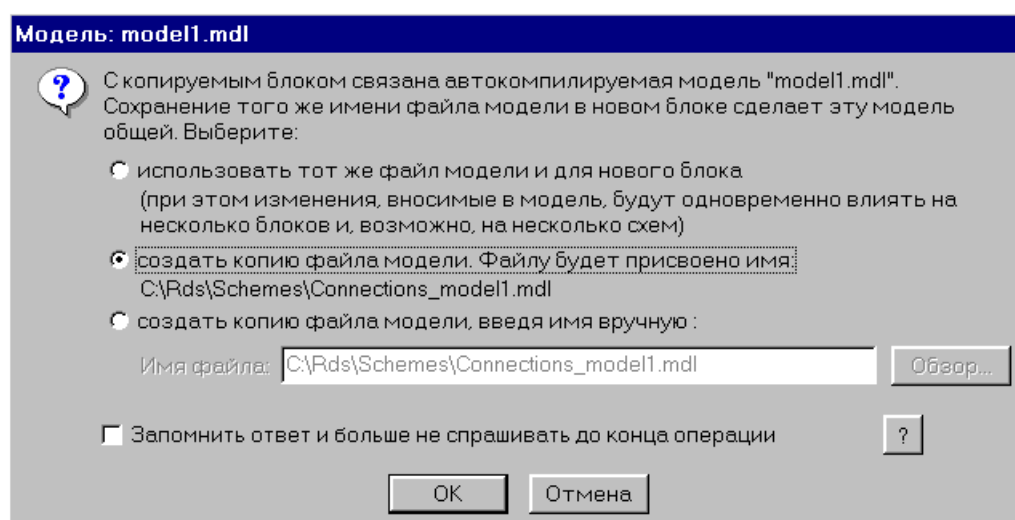 Модель: model1.mdl
С копируемым блоком связана автокомпилируемая модель "model1.mdl".
Сохранение того же имени файла модели в новом блоке сделает эту модель
общей. Выберите:
использовать тот же файл модели и для нового блока
(при этом изменения, вносимые в модель, будут одновременно влиять на
несколько блоков и, возможно, на несколько схем)
создать копию файла модели. Файлу будет присвоено имя:
C:\Rds\Schemes\Connections_model1.mdl
создать копию файла модели, введя имя вручную :
Имя файла: C:\Rds\Schemes\Connections_model1.mdl Обзор...
Запомнить ответ и больше не спрашивать до конца операции ?
OK Отмена